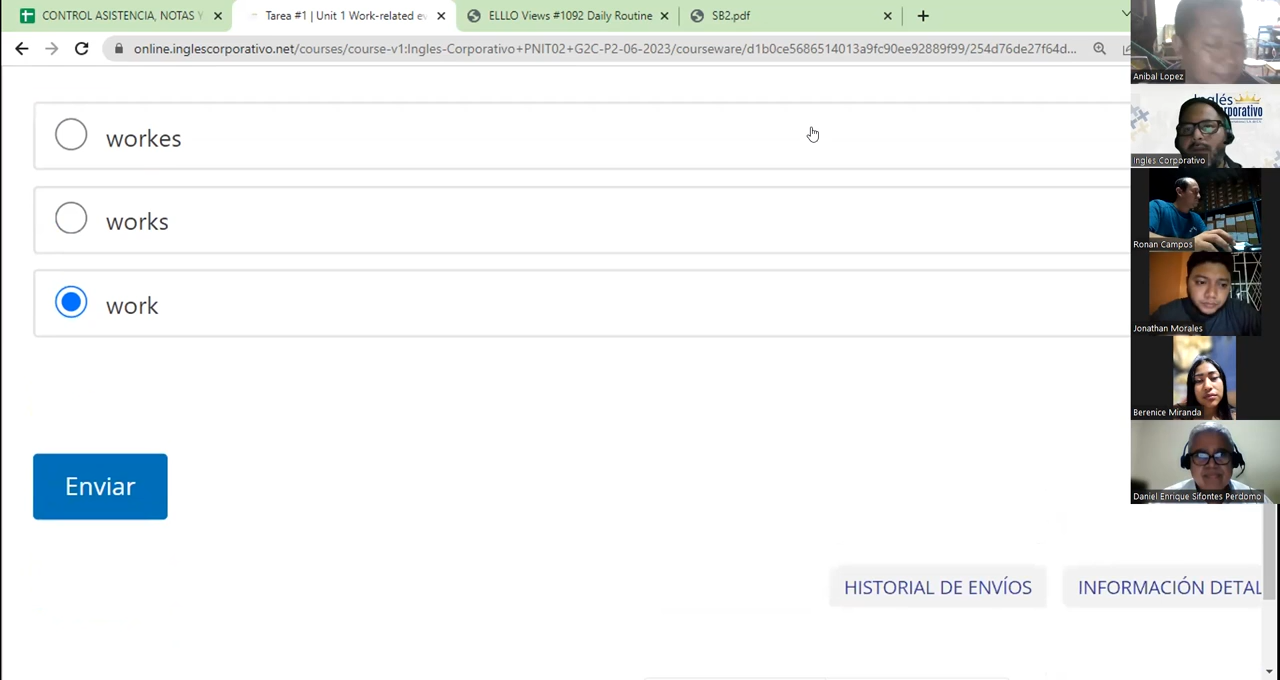 CONTROL ASISTENCIA, NOTAS Y
Tarea #1 | Unit 1 Work-related ev
ELLLO Views #1092 Daily Routine
SB2.pdf
online.inglescorporativo.net/courses/course-v1:Ingles-Corporativo+PNIT02+G2C-P2-06-2023/courseware/d1b0ce5686514013a9fc90ee92889f99/254d76de27f64d...
workes
works
work
Enviar
HISTORIAL DE ENVÍOS
INFORMACIÓN DETAL
Anibal Lopez
Inglés
Ingles Corporativo
Ronan Campos
Jonathan Morales
Berenice Miranda
Daniel Enrique Sifontes Perdomo